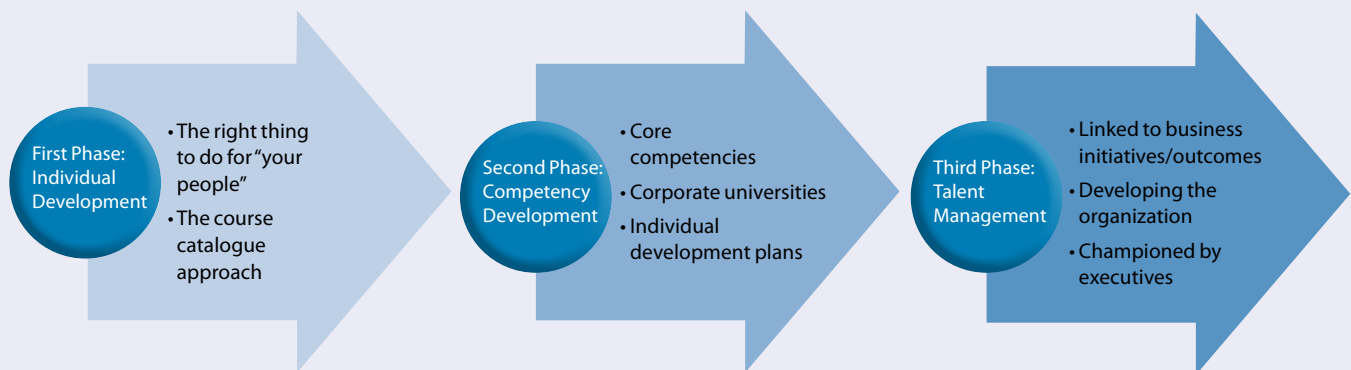 First Phase:
Individual
Development
• The right thing
to do for “your
people”
• The course
catalogue
approach
Second Phase:
Competency
Development
• Core
competencies
• Corporate universities
• Individual
development plans
Third Phase:
Talent
Management
• Linked to business
initiatives/outcomes
• Developing the
organization
• Championed by
executives